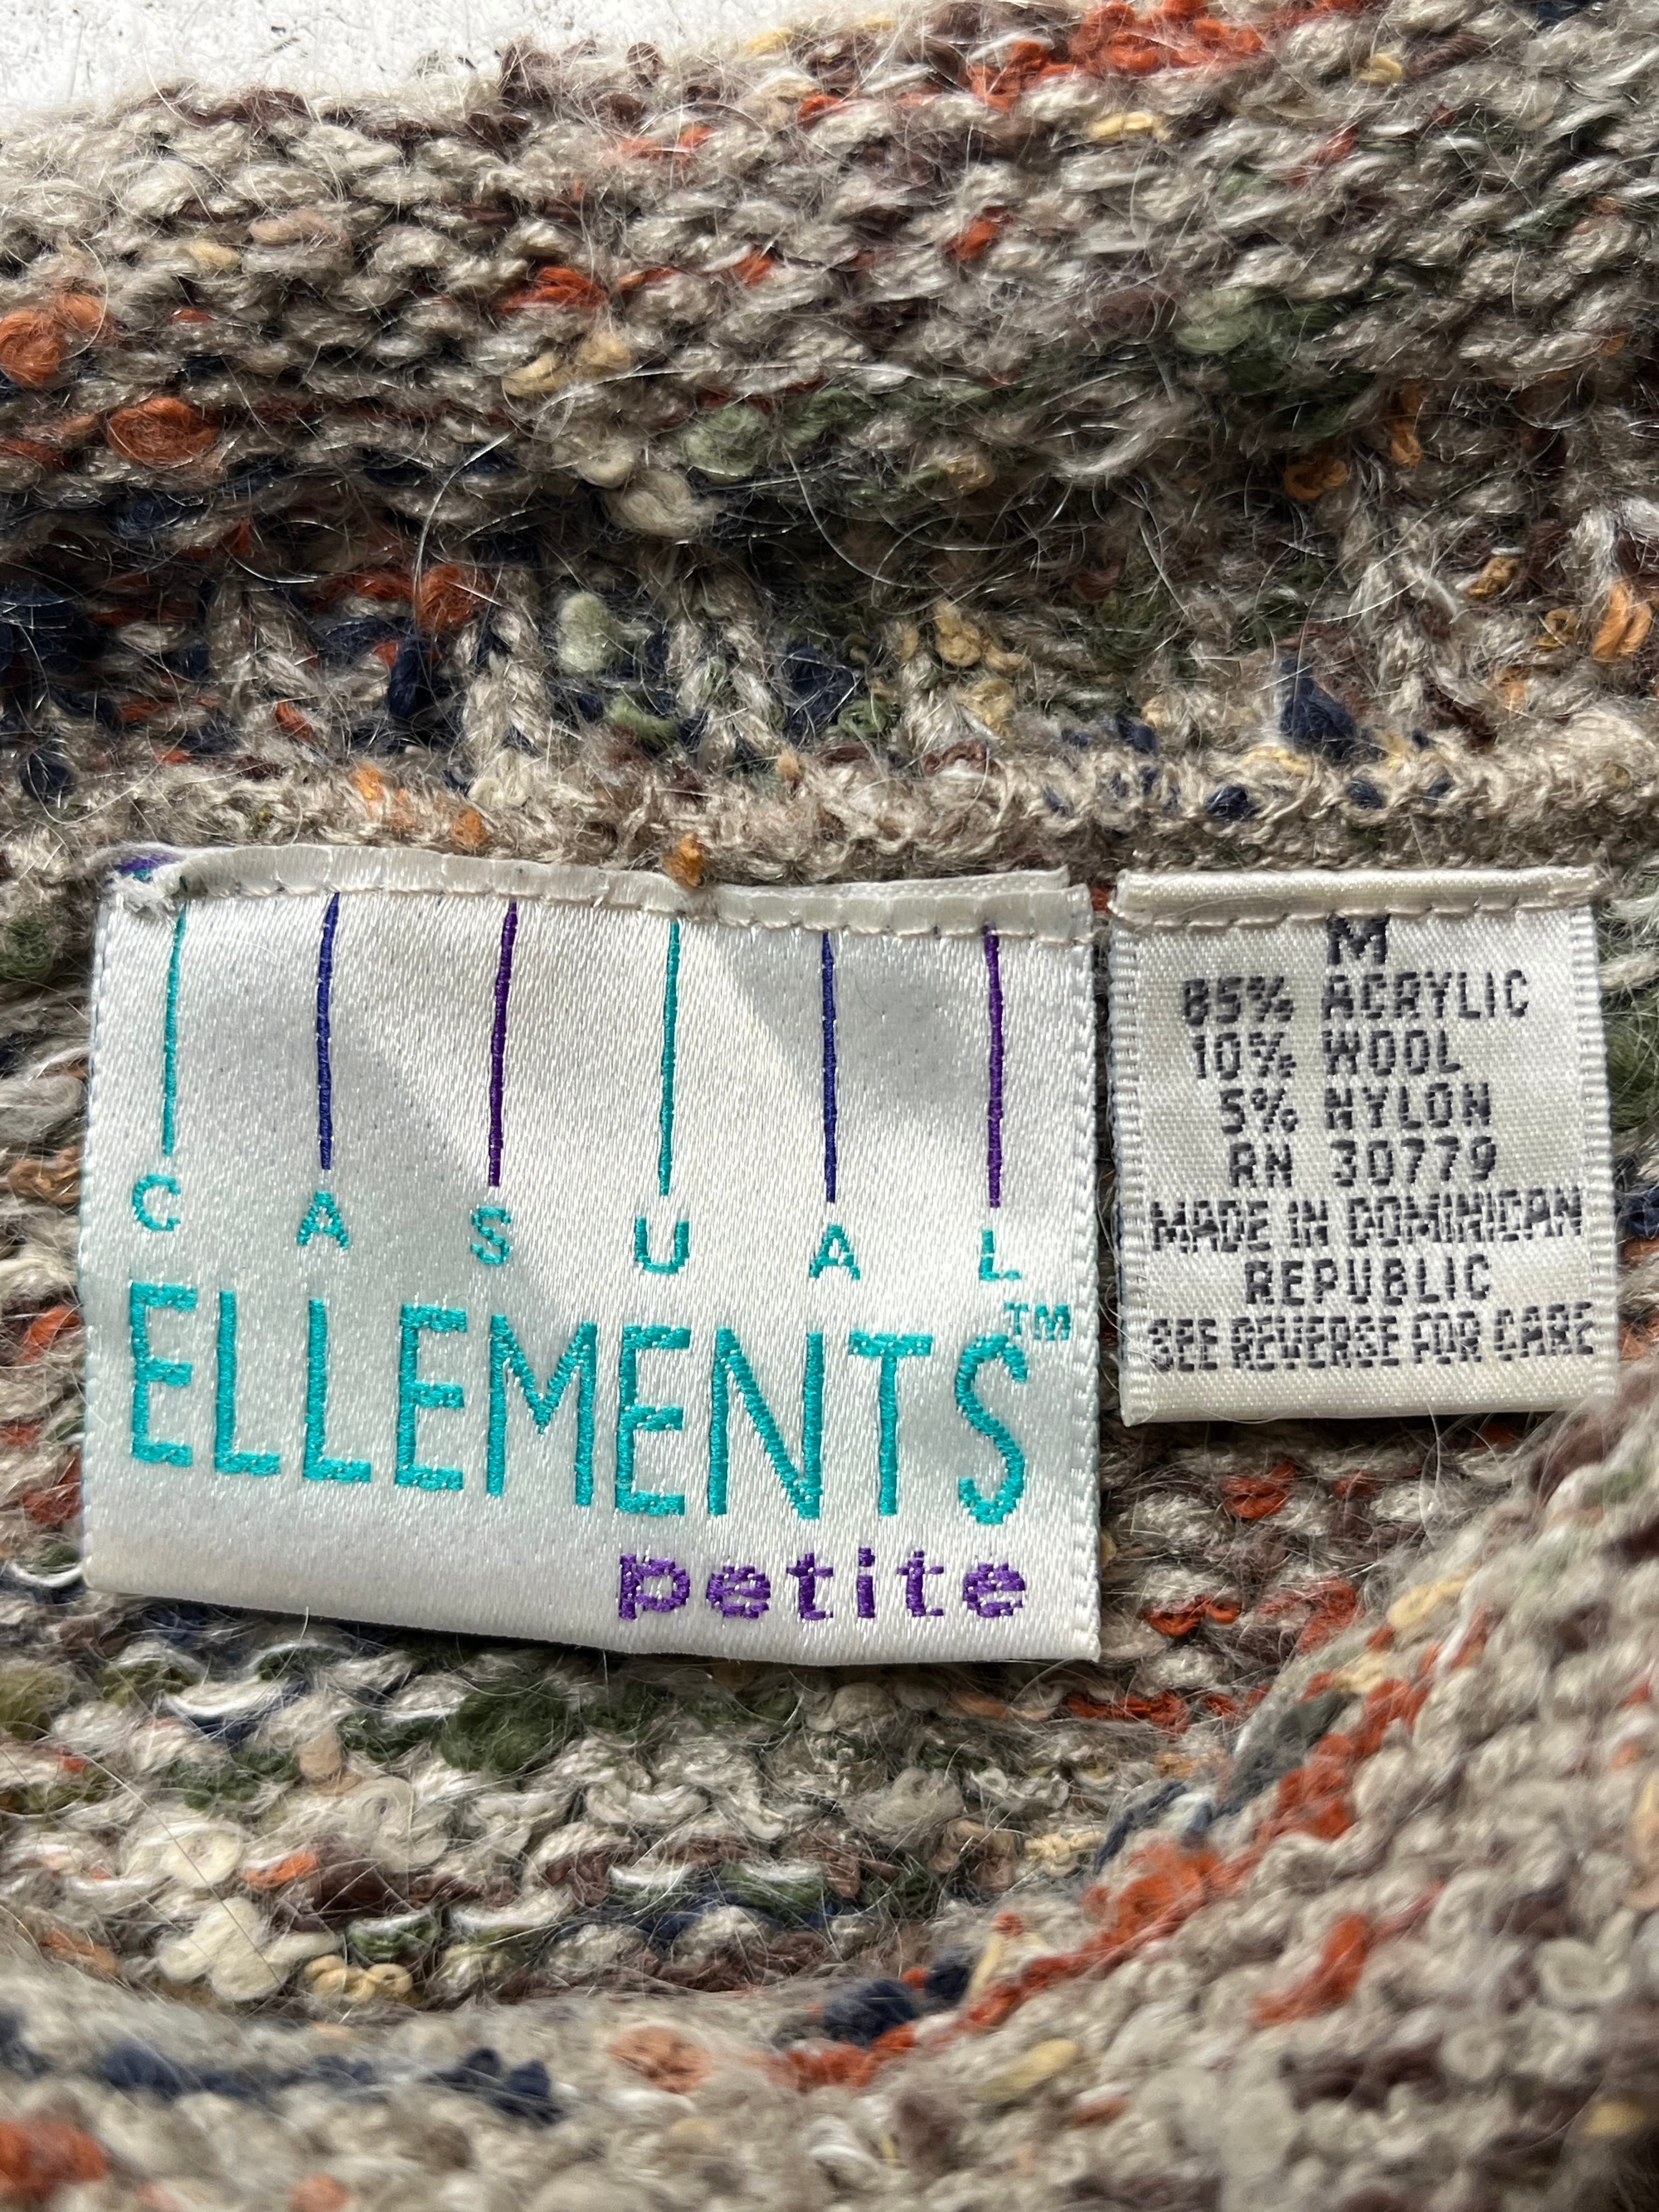 CASUAL
ELLEMENTS™
petite
M
85% ACRYLIC
10% WOOL
5% NYLON
RN 30779
MADE IN DOMINICAN
REPUBLIC
SEE REVERSE FOR CARE